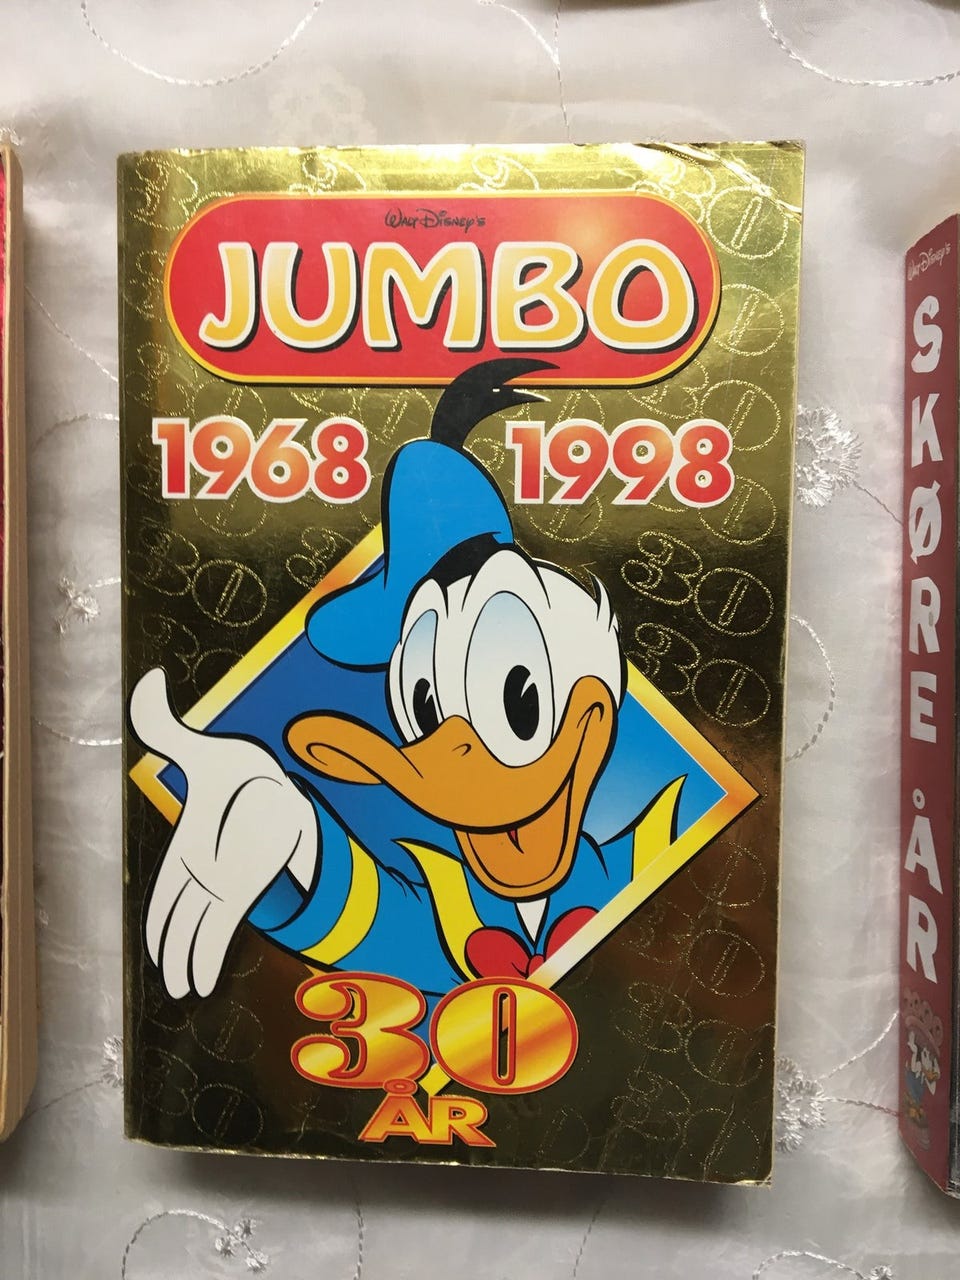 Walt Disney's
JUMBO
1968 1998
30
ÅR
Walt Disney's
SKØRE ÅR